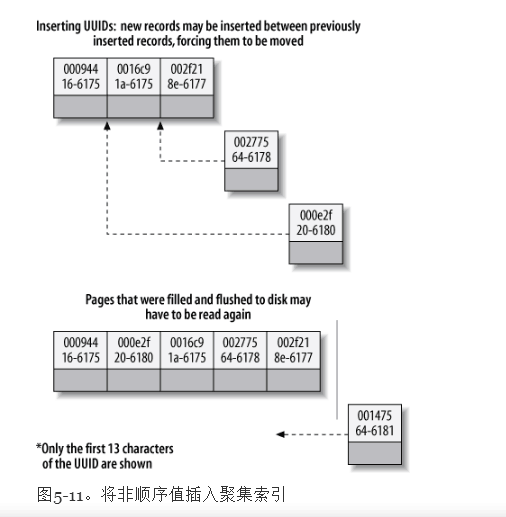 Inserting UUIDs: new records may be inserted between previously
inserted records, forcing them to be moved
000944 0016c9 002f21
16-6175 1a-6175 8e-6177
002775
64-6178
000e2f
20-6180
Pages that were filled and flushed to disk may
have to be read again
000944 000e2f 0016c9 002775 002f21
16-6175 20-6180 1a-6175 64-6178 8e-6177
001475
64-6181
*Only the first 13 characters
of the UUID are shown
图5-11。将非顺序值插入聚集索引